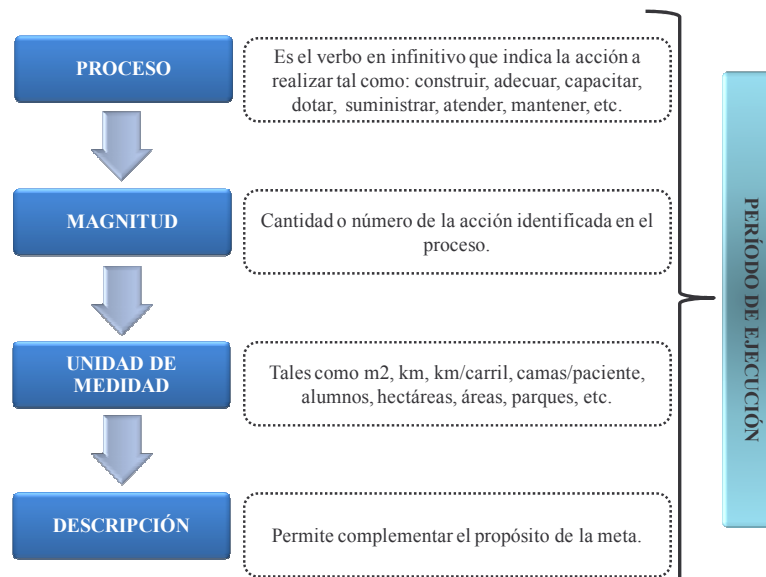 PROCESO
Es el verbo en infinitivo que indica la acción a
realizar tal como: construir, adecuar, capacitar,
dotar, suministrar, atender, mantener, etc.
MAGNITUD
Cantidad o número de la acción identificada en el
proceso.
UNIDAD DE
MEDIDAD
Tales como m2, km, km/carril, camas/paciente,
alumnos, hectáreas, áreas, parques, etc.
DESCRIPCIÓN
Permite complementar el propósito de la meta.
PERÍODO DE EJECUCIÓN